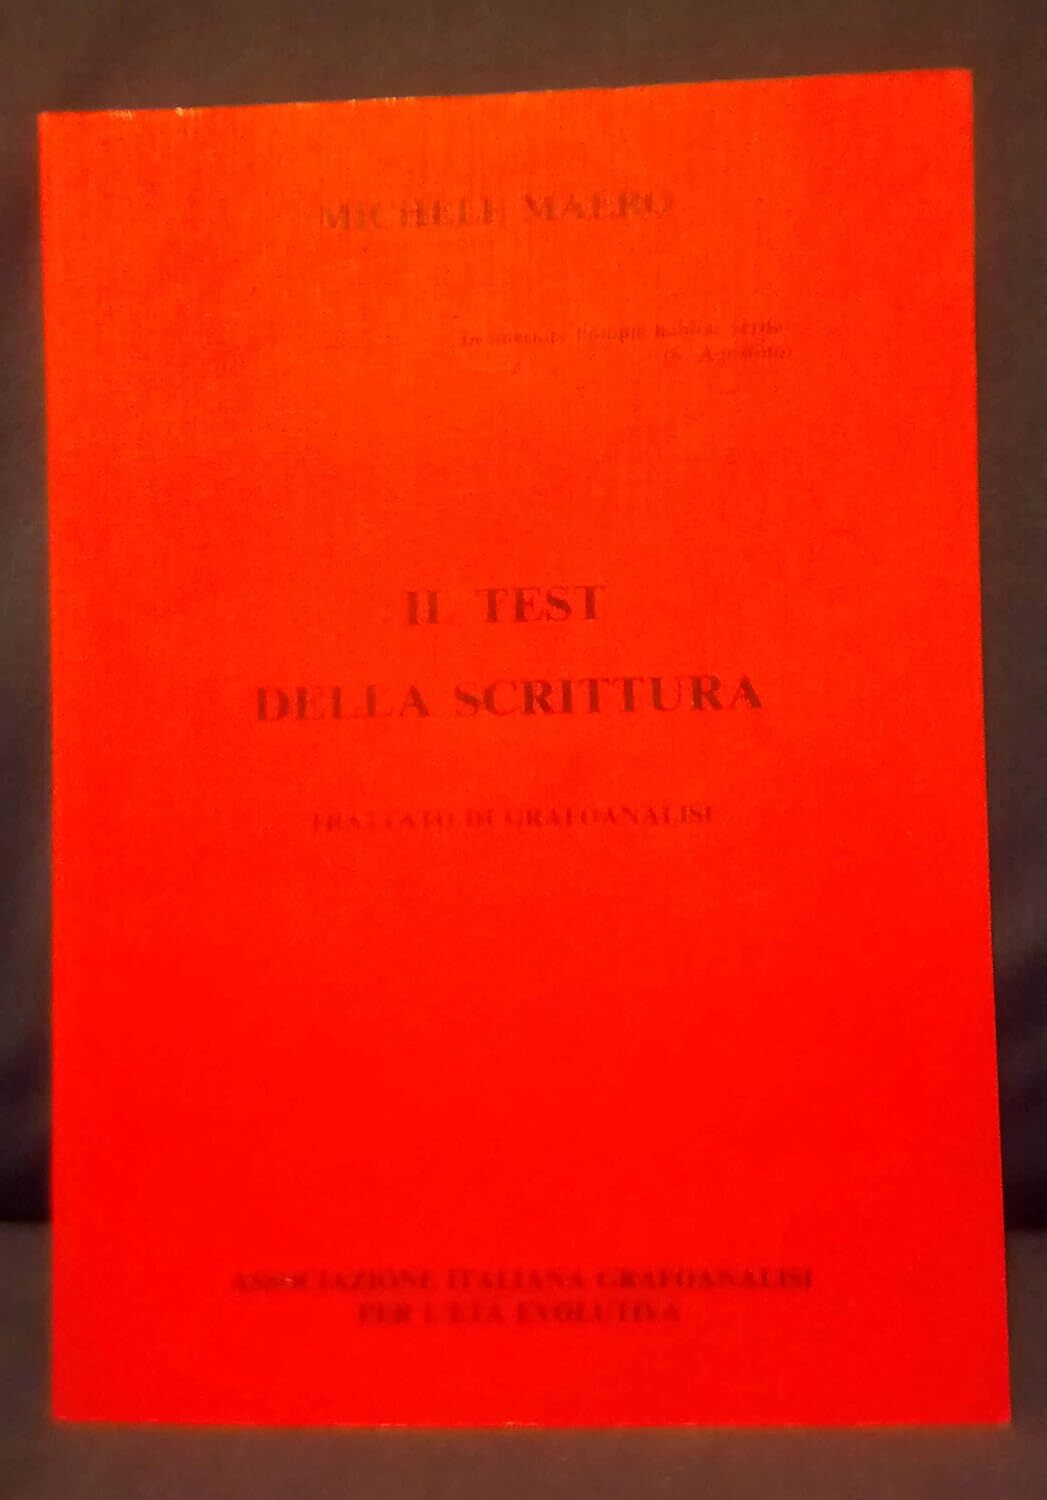 MICHELE MAERO
In interiore homine habitat veritas
(S. Agostino)
Il TEST
DELLA SCRITTURA
TRATTATO DI GRAFOANALISI
ASSOCIAZIONE ITALIANA GRAFOANALISI
PER L'ETÀ EVOLUTIVA